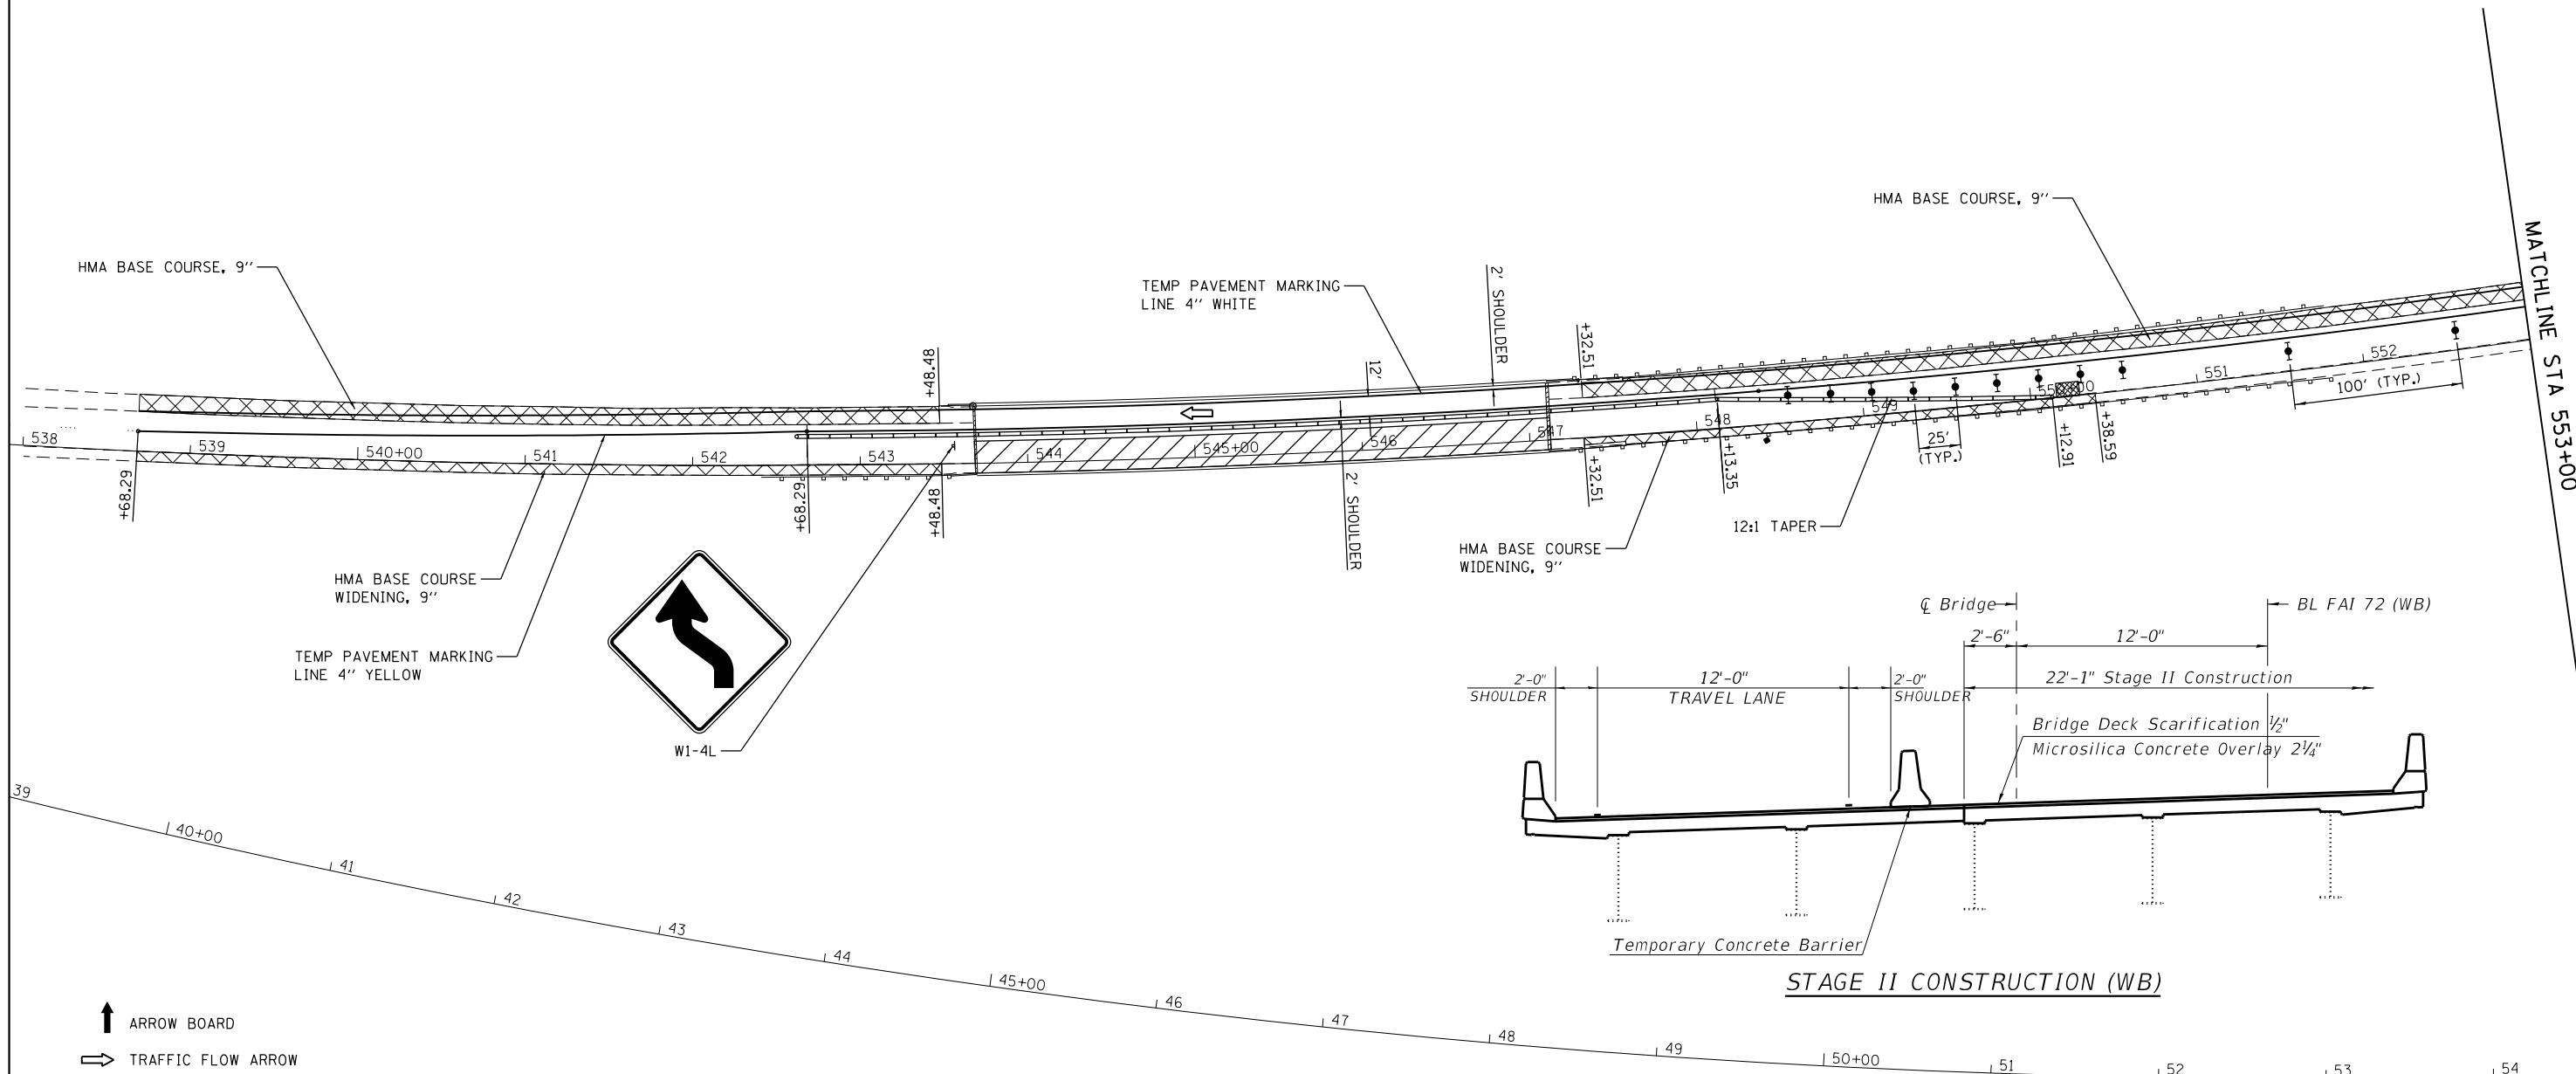 HMA BASE COURSE, 9''
HMA BASE COURSE, 9''
TEMP PAVEMENT MARKING
LINE 4'' WHITE
2' SHOULDER
+32.51
12'
+48.48
MATCHLINE STA 553+00
538
539
540+00
541
542
543
544
545+00
546
547
548
549
550+00
551
552
100' (TYP.)
25'
(TYP.)
+68.29
+68.29
+48.48
2' SHOULDER
+32.51
+13.35
+12.91
+38.59
12:1 TAPER
HMA BASE COURSE
WIDENING, 9''
HMA BASE COURSE
WIDENING, 9''
TEMP PAVEMENT MARKING
LINE 4'' YELLOW
W1-4L
℄ Bridge
BL FAI 72 (WB)
2'-6"
12'-0"
2'-0"
SHOULDER
12'-0"
TRAVEL LANE
2'-0"
SHOULDER
22'-1" Stage II Construction
Bridge Deck Scarification ½"
Microsilica Concrete Overlay 2¼"
Temporary Concrete Barrier
STAGE II CONSTRUCTION (WB)
39
40+00
41
42
43
44
45+00
46
47
48
49
50+00
51
52
53
54
ARROW BOARD
TRAFFIC FLOW ARROW